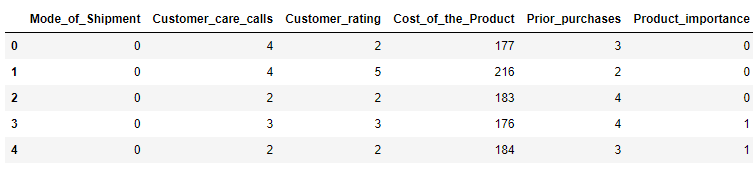 Mode_of_Shipment Customer_care_calls Customer_rating Cost_of_the_Product Prior_purchases Product_importance
0 0 4 2 177 3 0
1 0 4 5 216 2 0
2 0 2 2 183 4 0
3 0 3 3 176 4 1
4 0 2 2 184 3 1